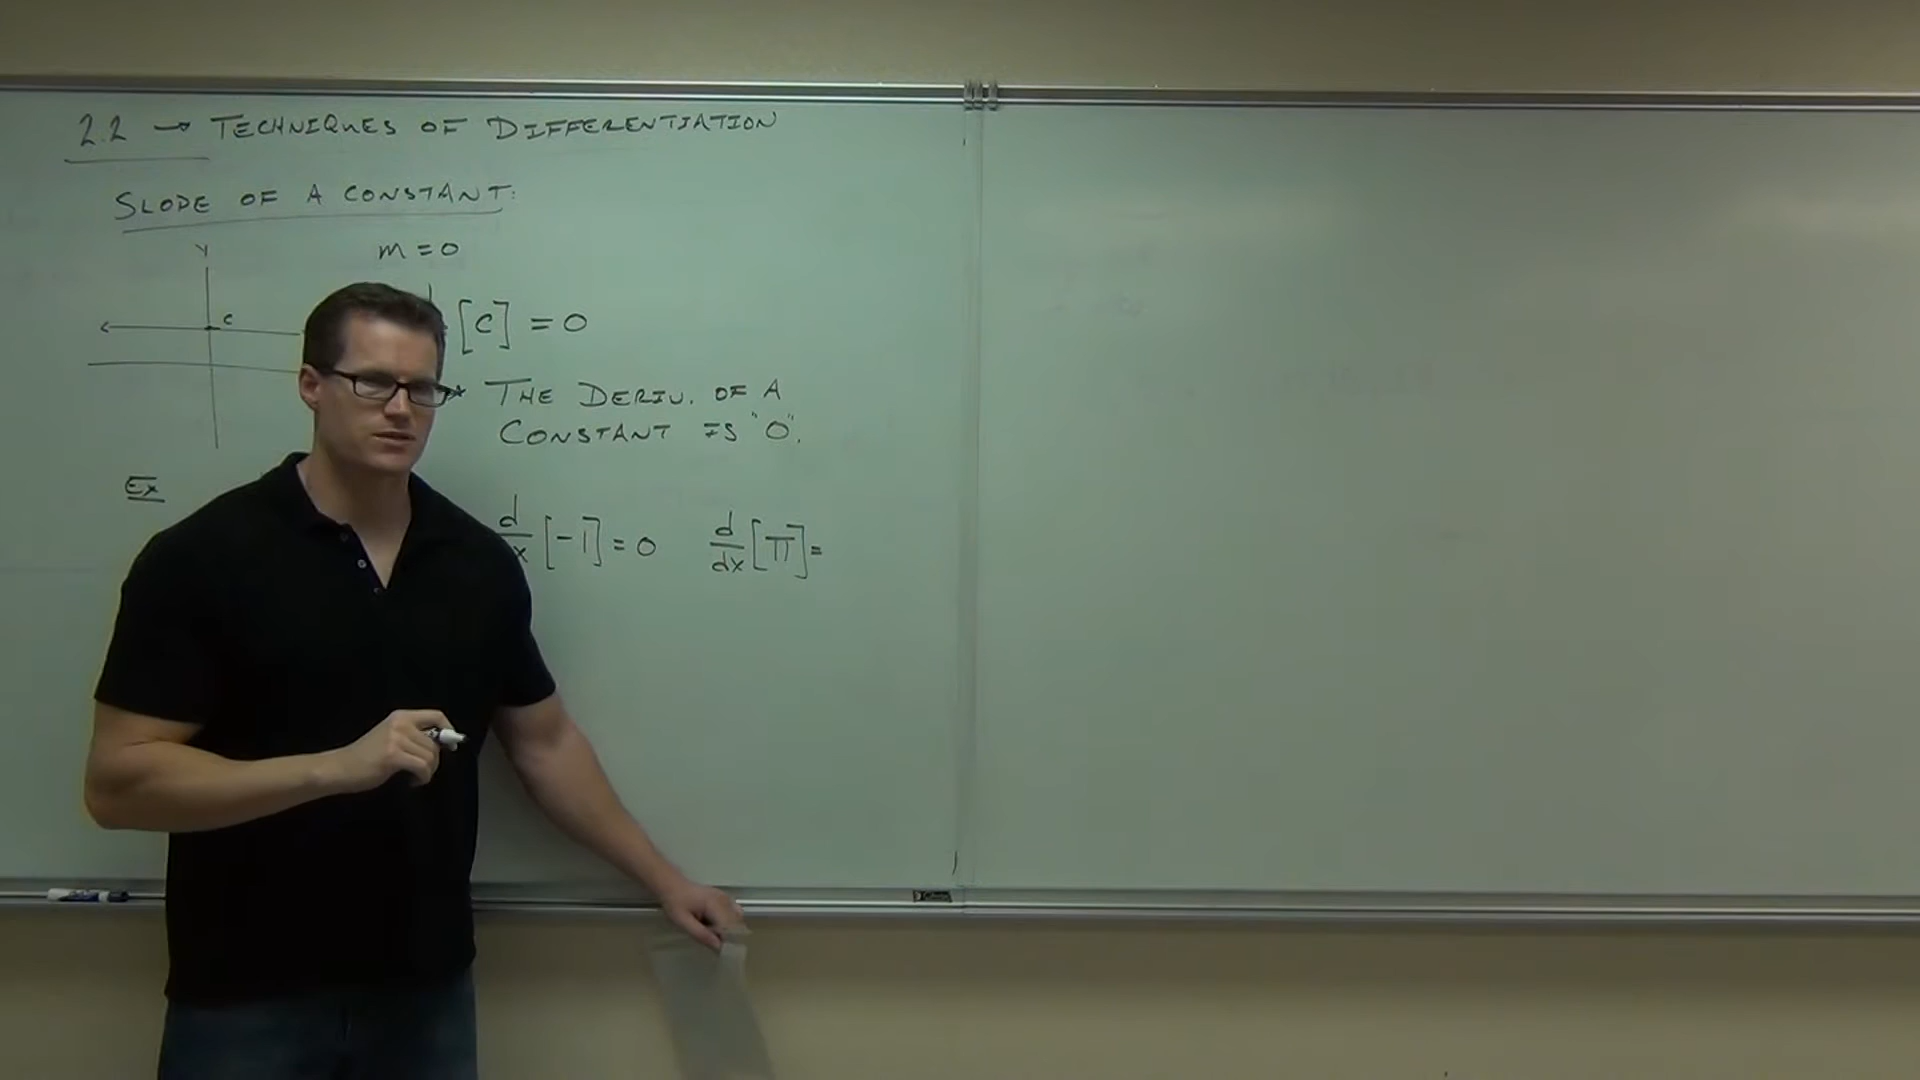 2.2 → TECHNIQUES OF DIFFERENTIATION
SLOPE OF A CONSTANT:
Y
m = 0
c
[c] = 0
* THE DERIV. OF A
CONSTANT IS "0".
Ex
d/dx [-1] = 0 d/dx [π] =